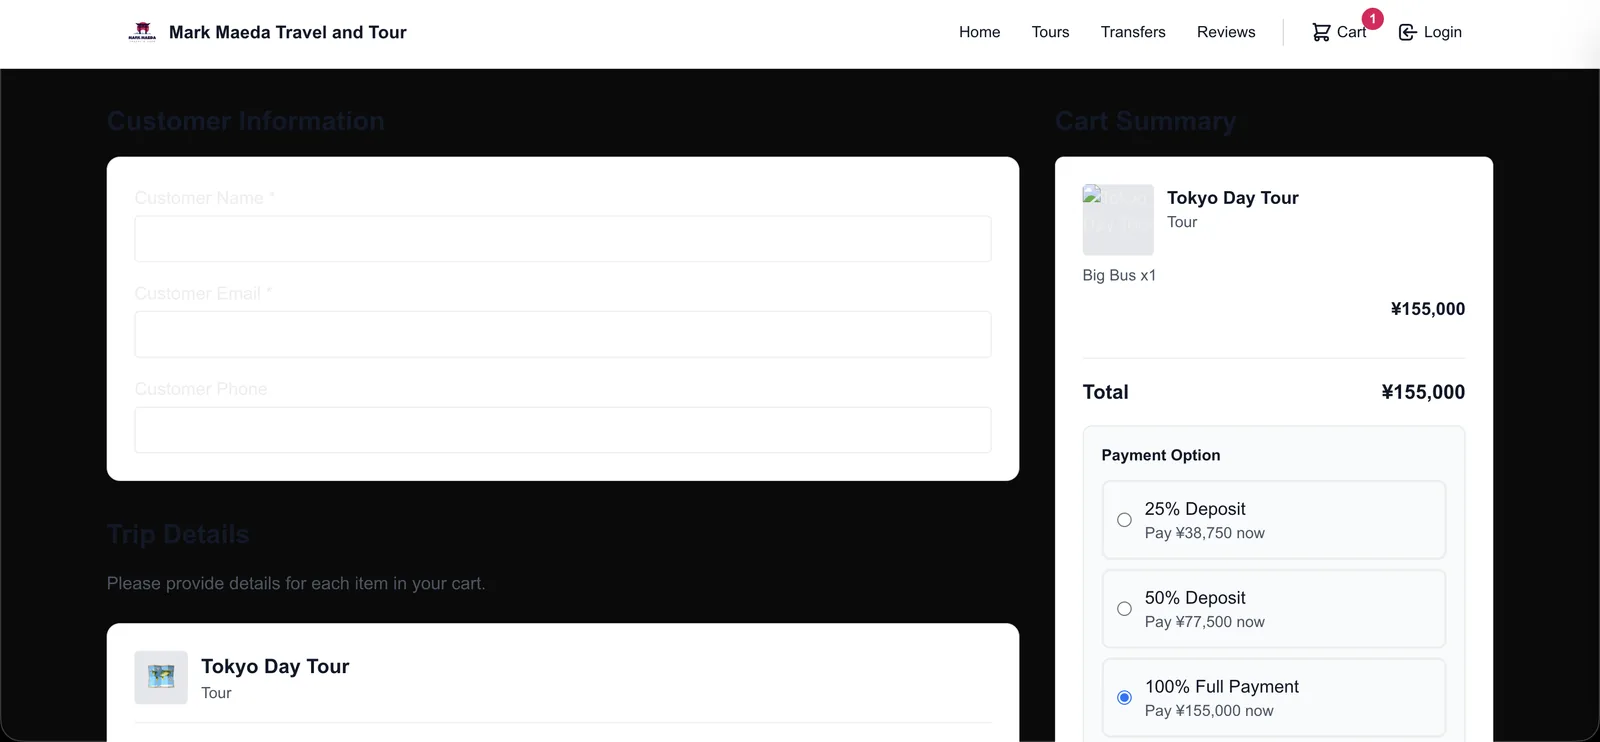 Mark Maeda Travel and Tour
Home
Tours
Transfers
Reviews
1
Cart
Login
Customer Information
Customer Name *
Customer Email *
Customer Phone
Trip Details
Please provide details for each item in your cart.
Tokyo Day Tour
Tour
Cart Summary
Tokyo Day Tour
Tokyo Day Tour
Tour
Big Bus x1
¥155,000
Total
¥155,000
Payment Option
25% Deposit
Pay ¥38,750 now
50% Deposit
Pay ¥77,500 now
100% Full Payment
Pay ¥155,000 now